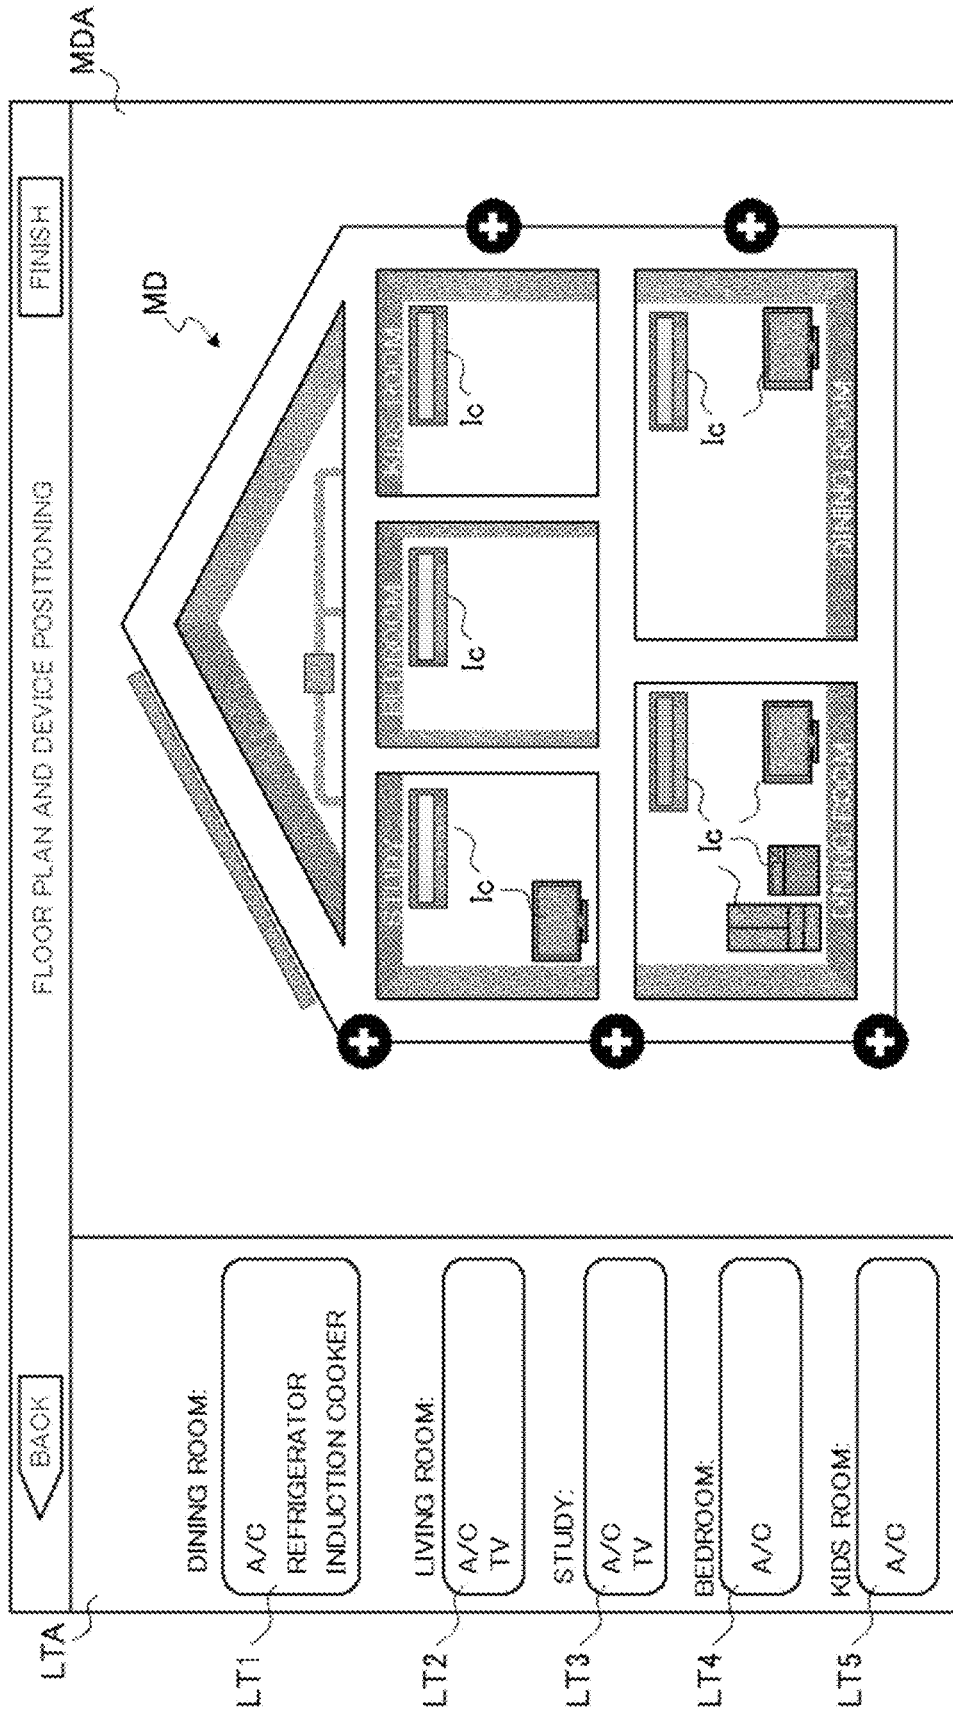 LTA
MDA
BACK
FLOOR PLAN AND DEVICE POSITIONING
FINISH
MD
LT1
DINING ROOM:
A/C
REFRIGERATOR
INDUCTION COOKER
LT2
LIVING ROOM:
A/C
TV
LT3
STUDY:
A/C
TV
LT4
BEDROOM:
A/C
LT5
KIDS ROOM:
A/C
STUDY
Ic
Ic
Ic
Ic
Ic